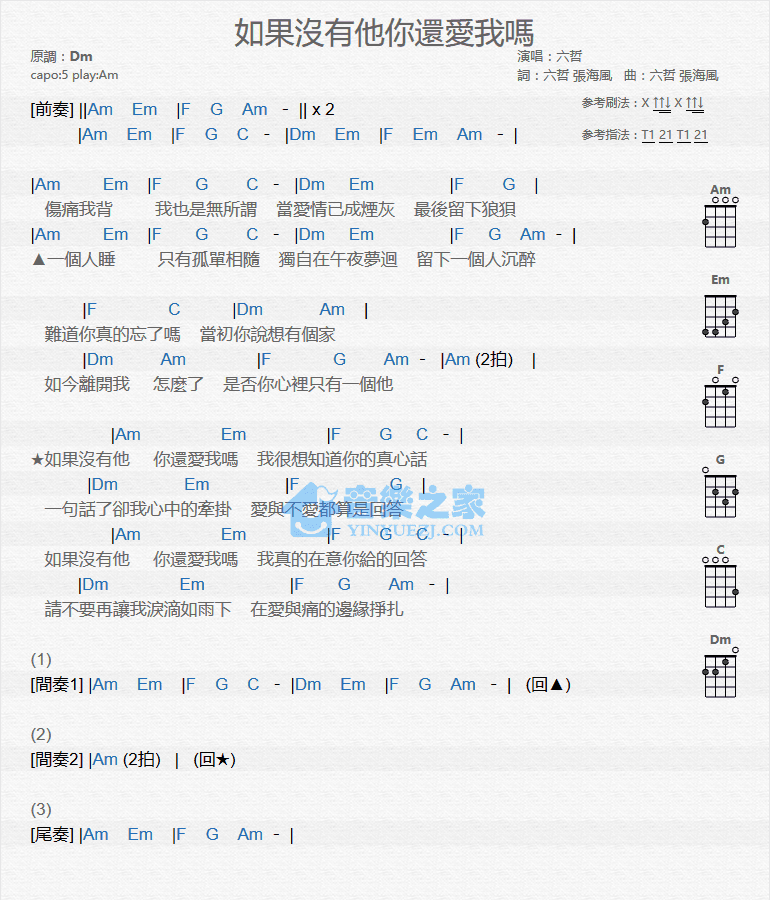 如果沒有他你還愛我嗎
原調：Dm
演唱：六哲
capo:5 play:Am
詞：六哲 張海風 曲：六哲 張海風
[前奏] ||Am Em |F G Am - || x 2
参考刷法：X ↑↑↓ X ↑↑↓
|Am Em |F G C - |Dm Em |F Em Am - |
参考指法：T1 21 T1 21
|Am Em |F G C - |Dm Em |F G |
傷痛我背 我也是無所謂 當愛情已成煙灰 最後留下狼狽
|Am Em |F G C - |Dm Em |F G Am - |
▲一個人睡 只有孤單相隨 獨自在午夜夢迴 留下一個人沉醉
|F C |Dm Am |
難道你真的忘了嗎 當初你說想有個家
|Dm Am |F G Am - |Am (2拍) |
如今離開我 怎麼了 是否你心裡只有一個他
|Am Em |F G C - |
★如果沒有他 你還愛我嗎 我很想知道你的真心話
|Dm Em |F G |
一句話了卻我心中的牽掛 愛與不愛都算是回答
|Am Em |F G C - |
如果沒有他 你還愛我嗎 我真的在意你給的回答
|Dm Em |F G Am - |
請不要再讓我淚滴如雨下 在愛與痛的邊緣掙扎
(1)
[間奏1] |Am Em |F G C - |Dm Em |F G Am - | (回▲)
(2)
[間奏2] |Am (2拍) | (回★)
(3)
[尾奏] |Am Em |F G Am - |
Am
Em
F
G
C
Dm
音樂之家
YINYUEZJ.COM